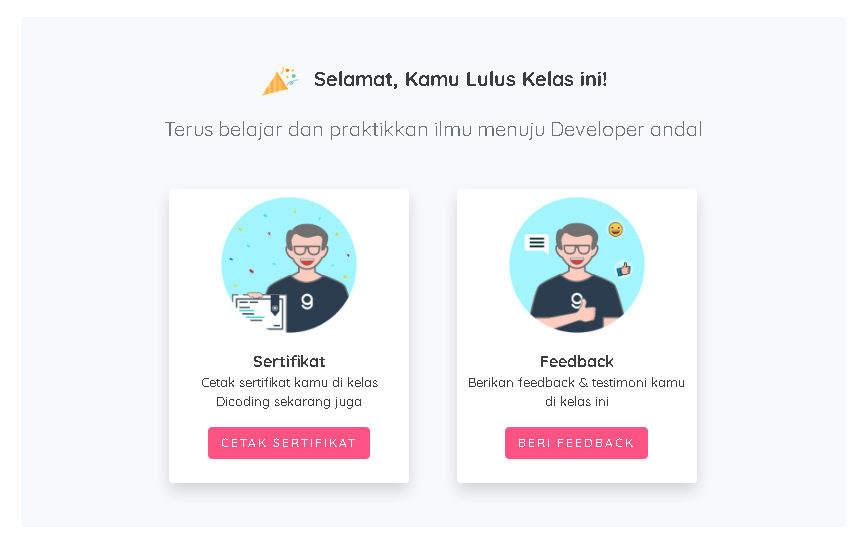 Selamat, Kamu Lulus Kelas ini!
Terus belajar dan praktikkan ilmu menuju Developer andal
Sertifikat
Cetak sertifikat kamu di kelas
Dicoding sekarang juga
CETAK SERTIFIKAT
Feedback
Berikan feedback & testimoni kamu
di kelas ini
BERI FEEDBACK